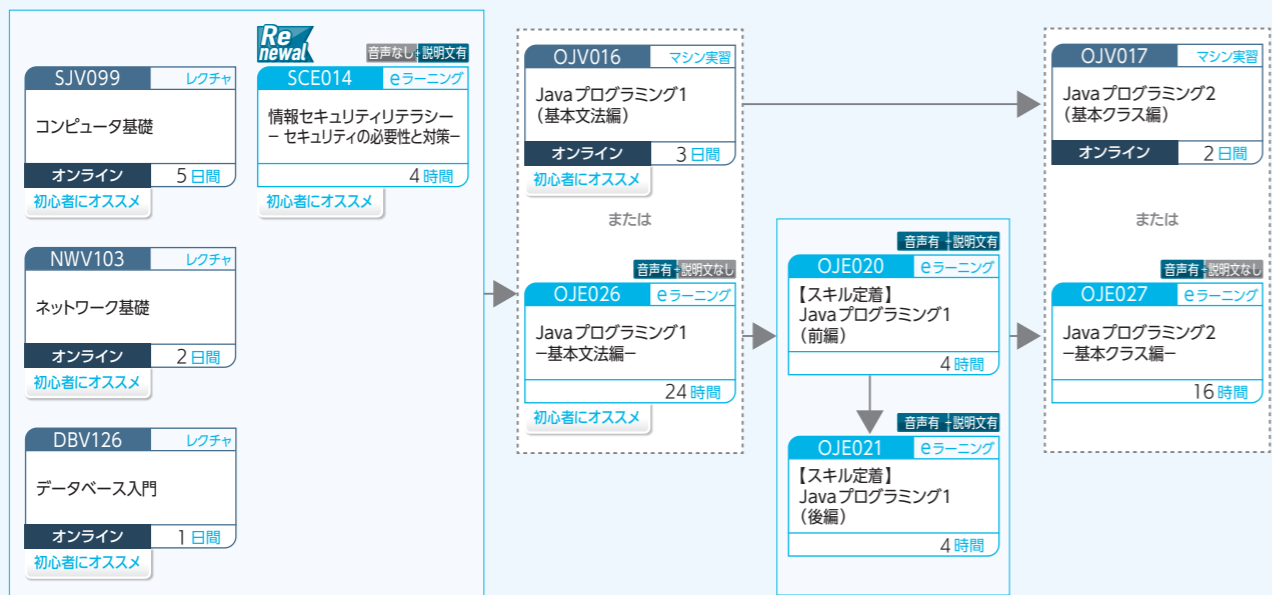 SJV099 レクチャ
コンピュータ基礎
オンライン 5日間
初心者にオススメ
Re
newal
音声なし+説明文有
SCE014 eラーニング
情報セキュリティリテラシー
− セキュリティの必要性と対策−
4時間
初心者にオススメ
NWV103 レクチャ
ネットワーク基礎
オンライン 2日間
初心者にオススメ
DBV126 レクチャ
データベース入門
オンライン 1日間
初心者にオススメ
OJV016 マシン実習
Javaプログラミング1
（基本文法編）
オンライン 3日間
初心者にオススメ
または
音声有+説明文なし
OJE026 eラーニング
Javaプログラミング1
−基本文法編−
24時間
初心者にオススメ
音声有+説明文有
OJE020 eラーニング
【スキル定着】
Javaプログラミング1
（前編）
4時間
音声有+説明文有
OJE021 eラーニング
【スキル定着】
Javaプログラミング1
（後編）
4時間
OJV017 マシン実習
Javaプログラミング2
（基本クラス編）
オンライン 2日間
または
音声有+説明文なし
OJE027 eラーニング
Javaプログラミング2
−基本クラス編−
16時間